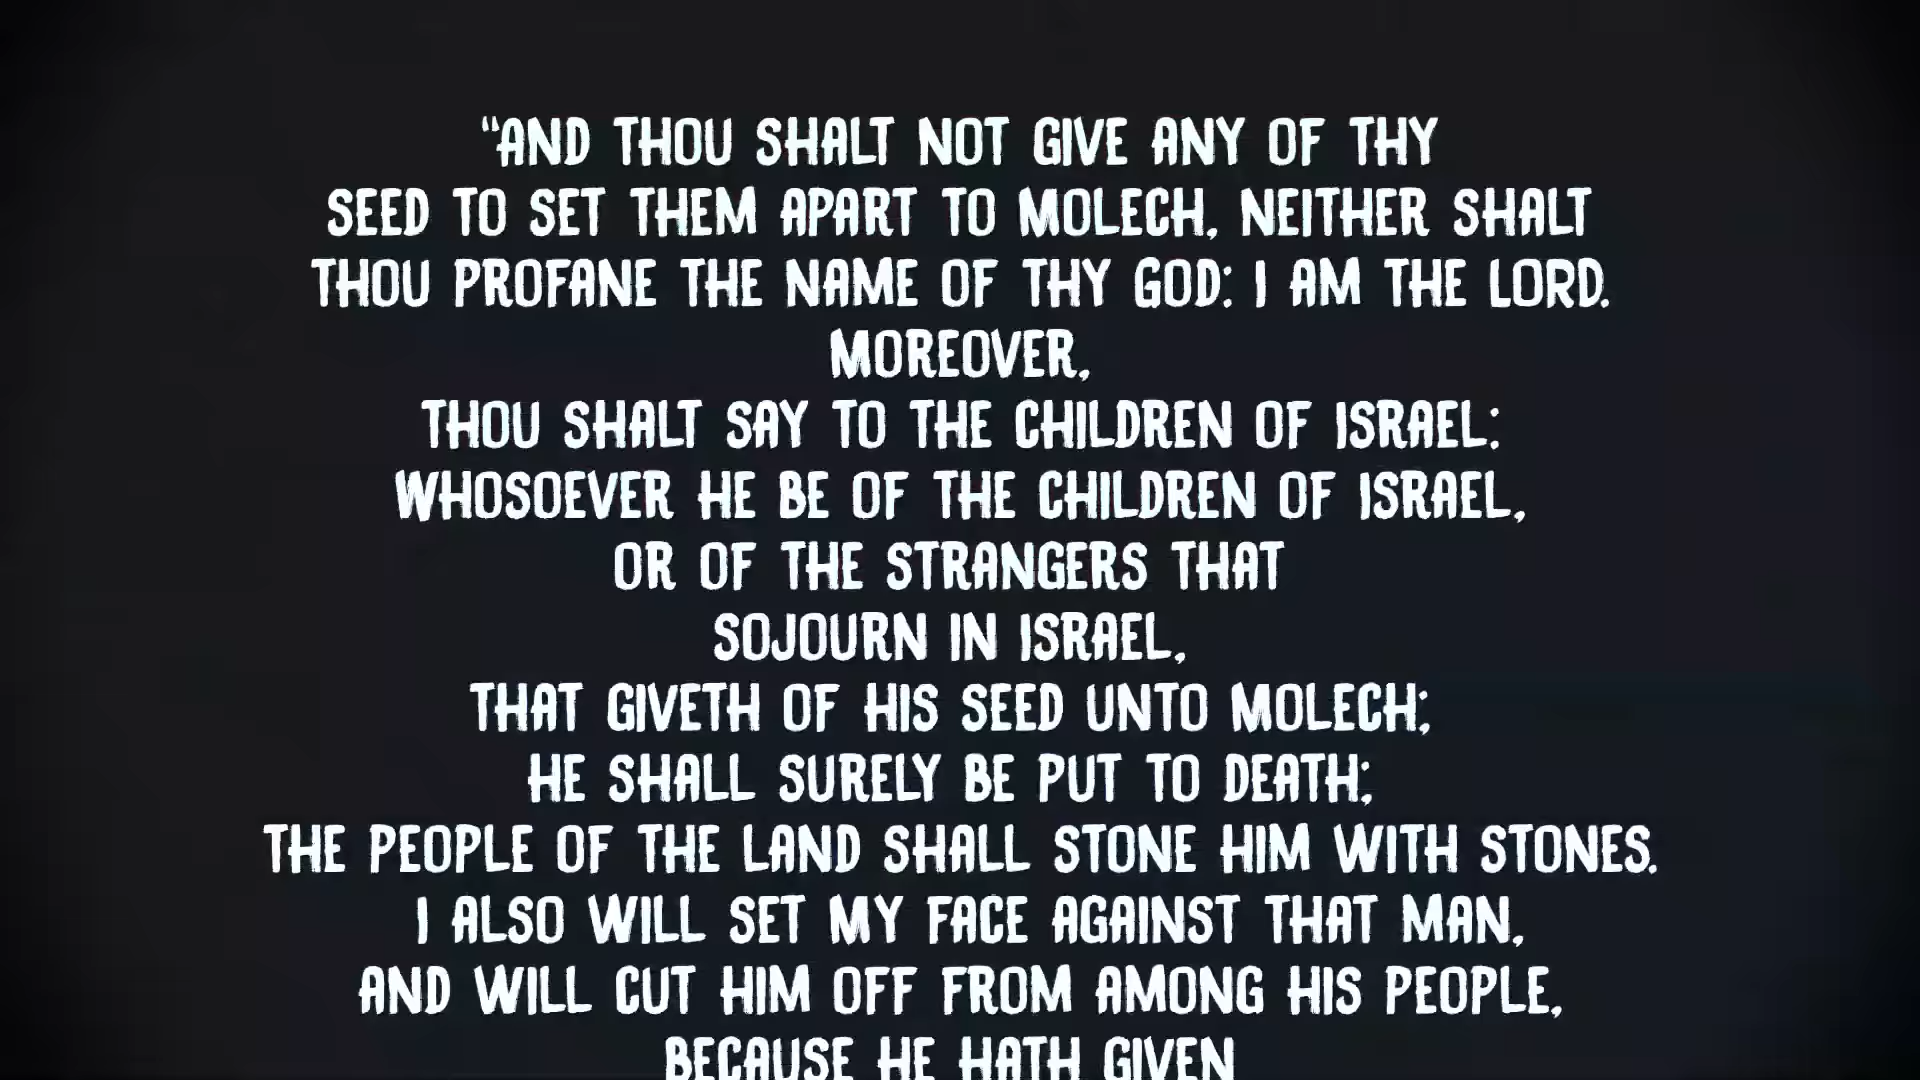 “AND THOU SHALT NOT GIVE ANY OF THY
SEED TO SET THEM APART TO MOLECH, NEITHER SHALT
THOU PROFANE THE NAME OF THY GOD: I AM THE LORD.
MOREOVER,
THOU SHALT SAY TO THE CHILDREN OF ISRAEL:
WHOSOEVER HE BE OF THE CHILDREN OF ISRAEL,
OR OF THE STRANGERS THAT
SOJOURN IN ISRAEL,
THAT GIVETH OF HIS SEED UNTO MOLECH;
HE SHALL SURELY BE PUT TO DEATH;
THE PEOPLE OF THE LAND SHALL STONE HIM WITH STONES.
I ALSO WILL SET MY FACE AGAINST THAT MAN,
AND WILL CUT HIM OFF FROM AMONG HIS PEOPLE,
BECAUSE HE HATH GIVEN